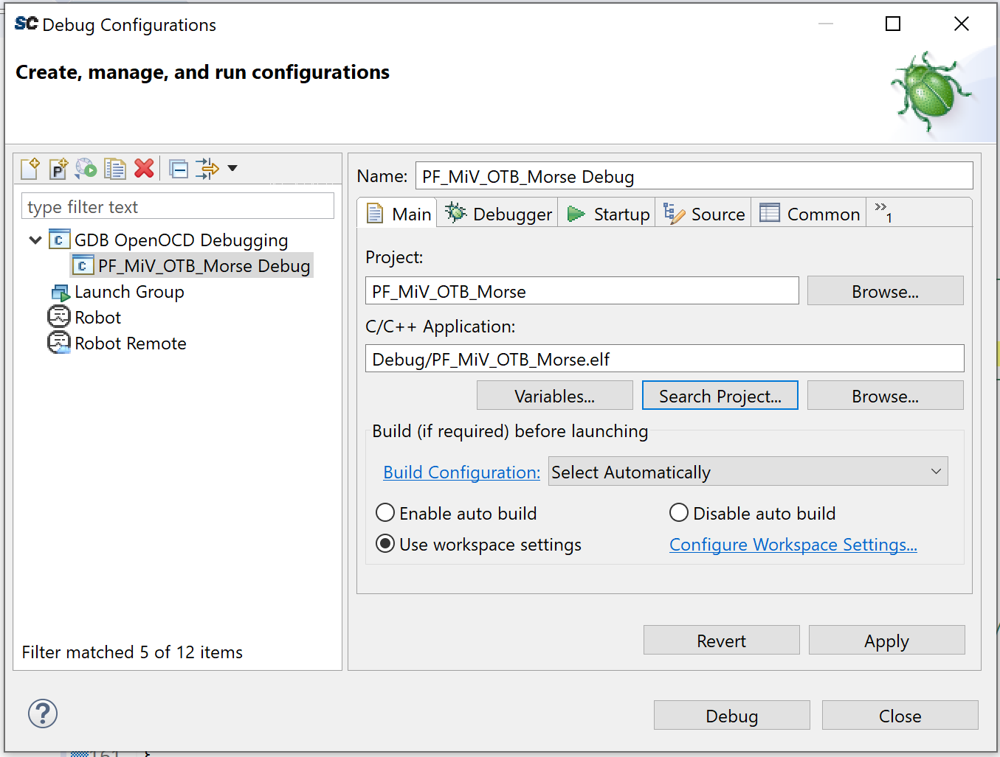 SC Debug Configurations
Create, manage, and run configurations
P
type filter text
C GDB OpenOCD Debugging
C PF_MiV_OTB_Morse Debug
Launch Group
Robot
Robot Remote
Filter matched 5 of 12 items
Name: PF_MiV_OTB_Morse Debug
Main Debugger Startup Source Common »1
Project:
PF_MiV_OTB_Morse Browse...
C/C++ Application:
Debug/PF_MiV_OTB_Morse.elf
Variables... Search Project... Browse...
Build (if required) before launching
Build Configuration: Select Automatically
Enable auto build Disable auto build
Use workspace settings Configure Workspace Settings...
Revert Apply
? Debug Close